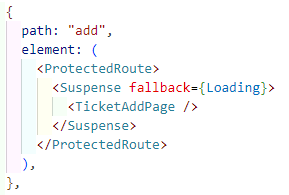 {
  path: "add",
  element: (
    <ProtectedRoute>
      <Suspense fallback={Loading}>
        <TicketAddPage />
      </Suspense>
    </ProtectedRoute>
  ),
},